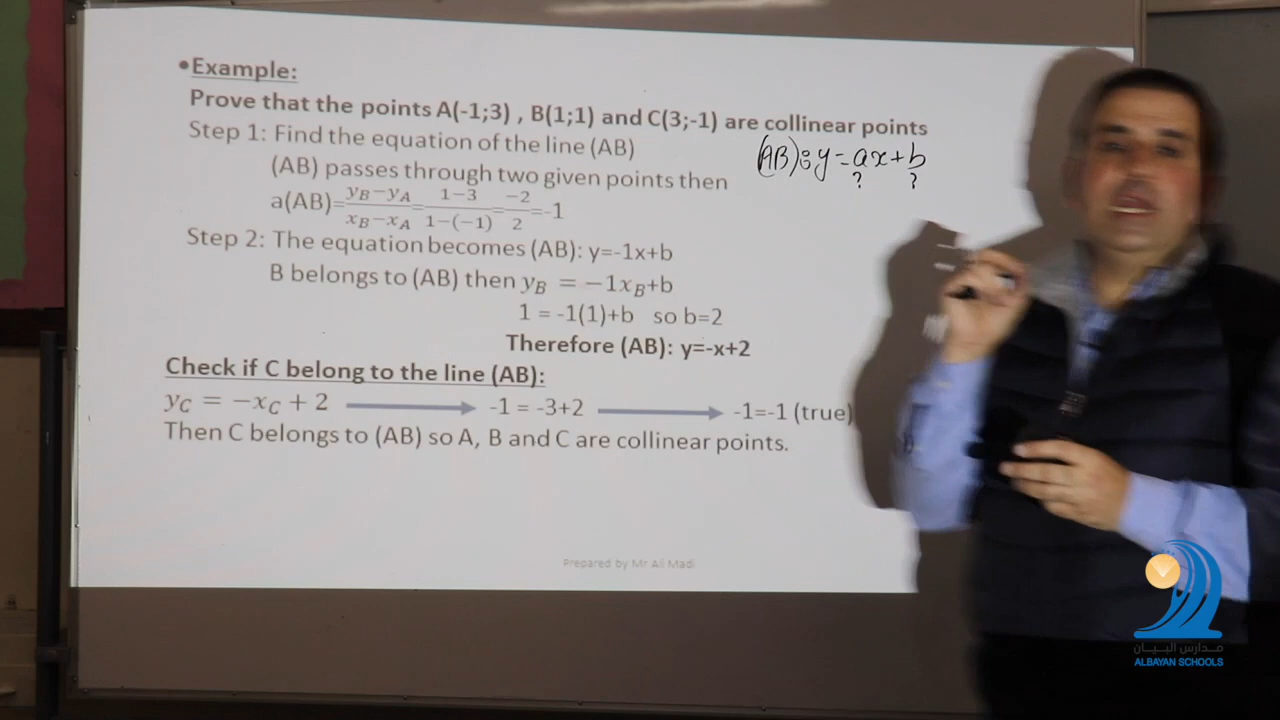 •Example:
Prove that the points A(-1;3) , B(1;1) and C(3;-1) are collinear points
Step 1: Find the equation of the line (AB)
(AB): y=ax+b
? ?
(AB) passes through two given points then
a(AB)=\frac{y_B-y_A}{x_B-x_A}=\frac{1-3}{1-(-1)}=\frac{-2}{2}=-1
Step 2: The equation becomes (AB): y=-1x+b
B belongs to (AB) then y_B = -1x_B+b
1 = -1(1)+b so b=2
Therefore (AB): y=-x+2
Check if C belong to the line (AB):
y_C = -x_C + 2 → -1 = -3+2 → -1=-1 (true)
Then C belongs to (AB) so A, B and C are collinear points.
Prepared by Mr Ali Madi
مدارس البيان
ALBAYAN SCHOOLS